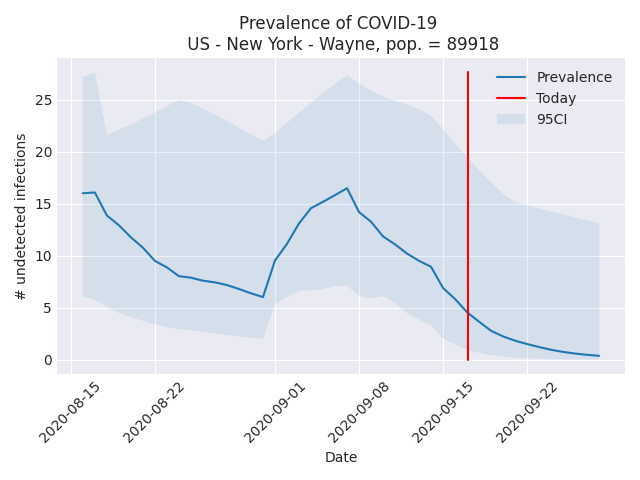 Prevalence of COVID-19
US - New York - Wayne, pop. = 89918
Prevalence
Today
95CI
# undetected infections
25
20
15
10
5
0
2020-08-15
2020-08-22
2020-09-01
2020-09-08
2020-09-15
2020-09-22
Date